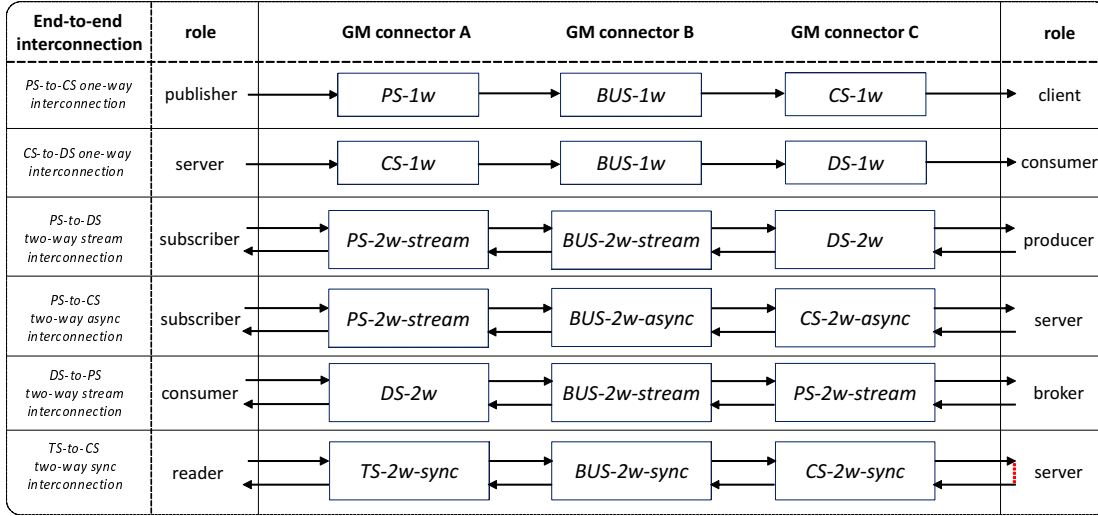 End-to-end
interconnection
role
GM connector A
GM connector B
GM connector C
role
PS-to-CS one-way
interconnection
publisher
PS-1w
BUS-1w
CS-1w
client
CS-to-DS one-way
interconnection
server
CS-1w
BUS-1w
DS-1w
consumer
PS-to-DS
two-way stream
interconnection
subscriber
PS-2w-stream
BUS-2w-stream
DS-2w
producer
PS-to-CS
two-way async
interconnection
subscriber
PS-2w-stream
BUS-2w-async
CS-2w-async
server
DS-to-PS
two-way stream
interconnection
consumer
DS-2w
BUS-2w-stream
PS-2w-stream
broker
TS-to-CS
two-way sync
interconnection
reader
TS-2w-sync
BUS-2w-sync
CS-2w-sync
server